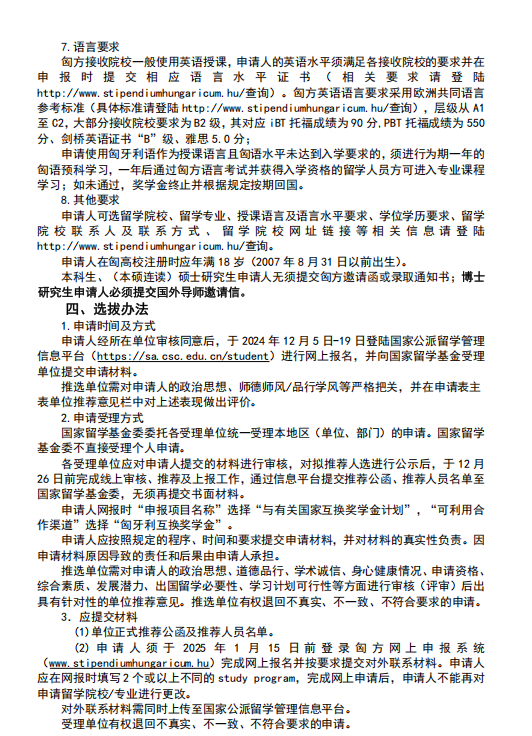 7.语言要求
匈方接收院校一般使用英语授课，申请人的英语水平须满足各接收院校的要求并在
申报时提交相应语言水平证书（相关要求请登陆
http://www.stipendiumhungaricum.hu/查询）。匈方英语语言要求采用欧洲共同语言
参考标准（具体标准请登陆http://www.stipendiumhungaricum.hu/查询），层级从A1
至C2，大部分接收院校要求为B2级，其对应iBT托福成绩为90分,PBT托福成绩为550
分、剑桥英语证书“B”级、雅思5.0分；
申请使用匈牙利语作为授课语言且匈语水平未达到入学要求的，须进行为期一年的
匈语预科学习，一年后通过匈方语言考试并获得入学资格的留学人员方可进入专业课程
学习；如未通过，奖学金终止并根据规定按期回国。
8.其他要求
申请人可选留学院校、留学专业、授课语言及语言水平要求、学位学历要求、留学
院校联系人及联系方式、留学院校网址链接等相关信息请登陆
http://www.stipendiumhungaricum.hu/查询。
申请人在匈高校注册时应年满18岁（2007年8月31日以前出生）。
本科生、（本硕连读）硕士研究生申请人无须提交匈方邀请函或录取通知书；博士
研究生申请人必须提交国外导师邀请信。
四、选拔办法
1.申请时间及方式
申请人经所在单位审核同意后，于2024年12月5日-19日登陆国家公派留学管理
信息平台（https://sa.csc.edu.cn/student）进行网上报名，并向国家留学基金受理
单位提交申请材料。
推选单位需对申请人的政治思想、师德师风/品行学风等严格把关，并在申请表主
表单位推荐意见栏中对上述表现做出评价。
2.申请受理方式
国家留学基金委委托各受理单位统一受理本地区（单位、部门）的申请。国家留学
基金委不直接受理个人申请。
各受理单位应对申请人提交的材料进行审核，对拟推荐人选进行公示后，于12月
26日前完成线上审核、推荐及上报工作，通过信息平台提交推荐公函、推荐人员名单至
国家留学基金委，无须再提交书面材料。
申请人网报时“申报项目名称”选择“与有关国家互换奖学金计划”，“可利用合
作渠道”选择“匈牙利互换奖学金”。
申请人应按照规定的程序、时间和要求提交申请材料，并对材料的真实性负责。因
申请材料原因导致的责任和后果由申请人承担。
推选单位需对申请人的政治思想、道德品行、学术诚信、身心健康情况、申请资格、
综合素质、发展潜力、出国留学必要性、学习计划可行性等方面进行审核（评审）后出
具有针对性的单位推荐意见。推选单位有权退回不真实、不一致、不符合要求的申请。
3．应提交材料
(1)单位正式推荐公函及推荐人员名单。
(2)申请人须于2025年1月15日前登录匈方网上申报系统
（www.stipendiumhungaricum.hu）完成网上报名并按要求提交对外联系材料。申请人
应在网报时填写2个或以上不同的study program，完成网上申请后，申请人不能再对
申请留学院校/专业进行更改。
对外联系材料需同时上传至国家公派留学管理信息平台。
受理单位有权退回不真实、不一致、不符合要求的申请。